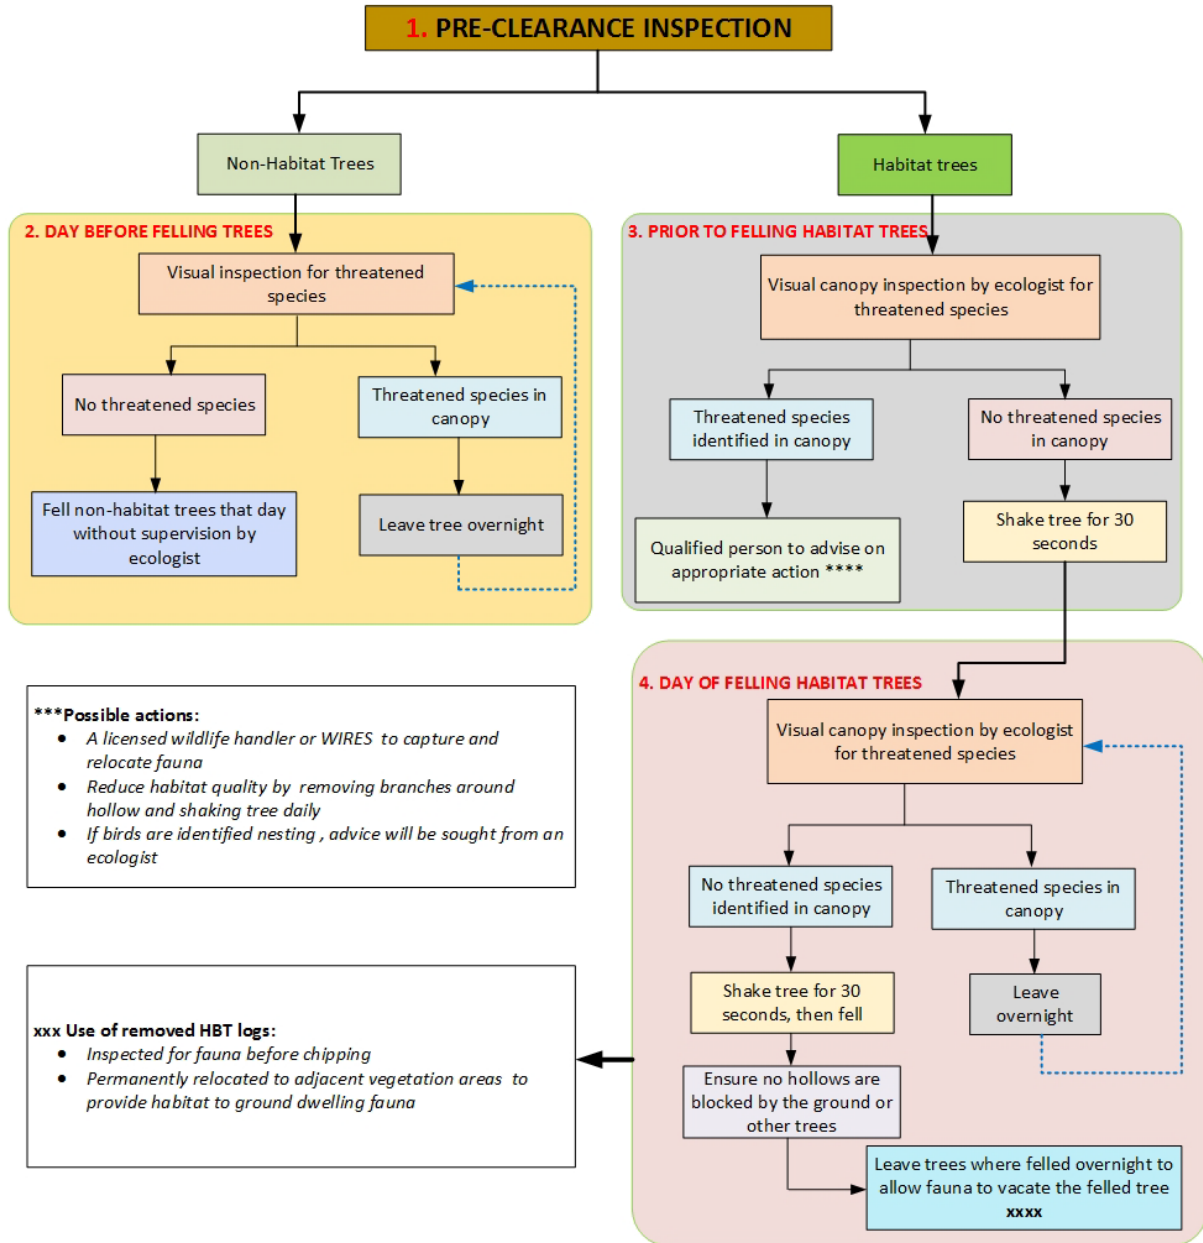 1. PRE-CLEARANCE INSPECTION
Non-Habitat Trees
Habitat trees
2. DAY BEFORE FELLING TREES
Visual inspection for threatened
species
No threatened species
Threatened species in
canopy
Fell non-habitat trees that day
without supervision by
ecologist
Leave tree overnight
3. PRIOR TO FELLING HABITAT TREES
Visual canopy inspection by ecologist for
threatened species
Threatened species
identified in canopy
No threatened species
in canopy
Qualified person to advise on
appropriate action ****
Shake tree for 30
seconds
4. DAY OF FELLING HABITAT TREES
Visual canopy inspection by ecologist
for threatened species
No threatened species
identified in canopy
Threatened species in
canopy
Shake tree for 30
seconds, then fell
Leave
overnight
Ensure no hollows are
blocked by the ground or
other trees
Leave trees where felled overnight to
allow fauna to vacate the felled tree
xxxx
***Possible actions:
• A licensed wildlife handler or WIRES to capture and
relocate fauna
• Reduce habitat quality by removing branches around
hollow and shaking tree daily
• If birds are identified nesting , advice will be sought from an
ecologist
xxx Use of removed HBT logs:
• Inspected for fauna before chipping
• Permanently relocated to adjacent vegetation areas to
provide habitat to ground dwelling fauna